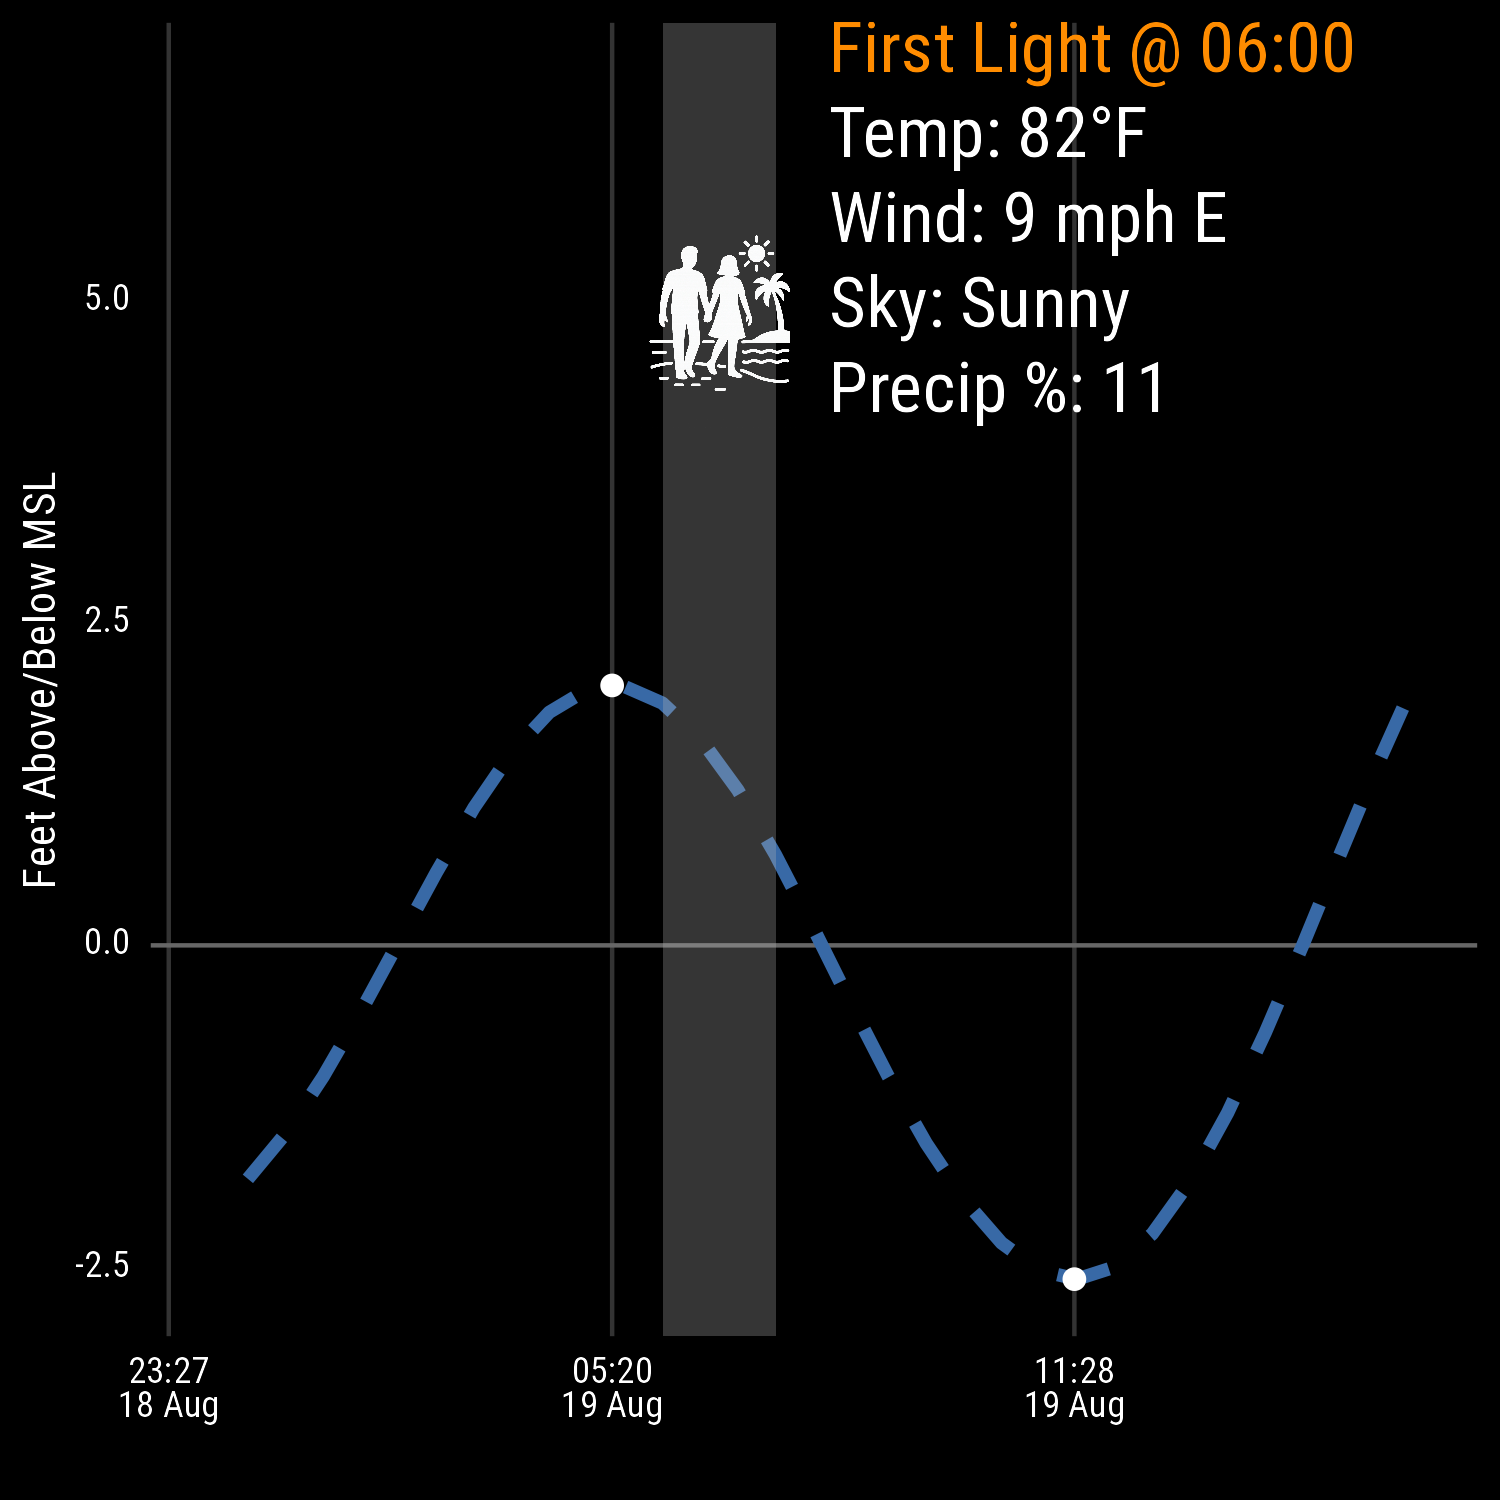 First Light @ 06:00
Temp: 82°F
Wind: 9 mph E
Sky: Sunny
Precip %: 11
Feet Above/Below MSL
5.0
2.5
0.0
-2.5
23:27
18 Aug
05:20
19 Aug
11:28
19 Aug